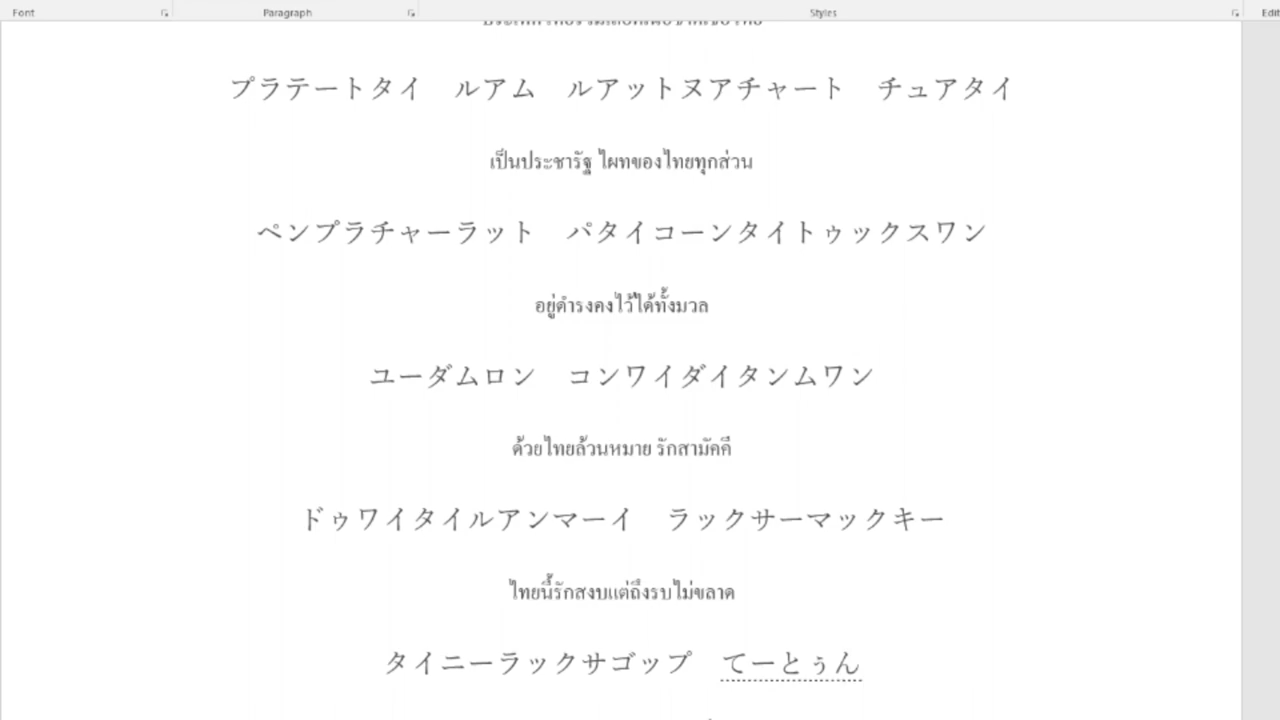 Font Paragraph Styles
プラテートタイ　ルアム　ルアットヌアチャート　チュアタイ
เป็นประชารัฐ ไผทของไทยทุกส่วน
ペンプラチャーラット　パタイコーンタイトゥックスワン
อยู่ดำรงคงไว้ได้ทั้งมวล
ユーダムロン　コンワイダイタンムワン
ด้วยไทยล้วนหมาย รักสามัคคี
ドゥワイタイルアンマーイ　ラックサーマックキー
ไทยนี้รักสงบแต่ถึงรบไม่ขลาด
タイニーラックサゴップ　てーとぅん